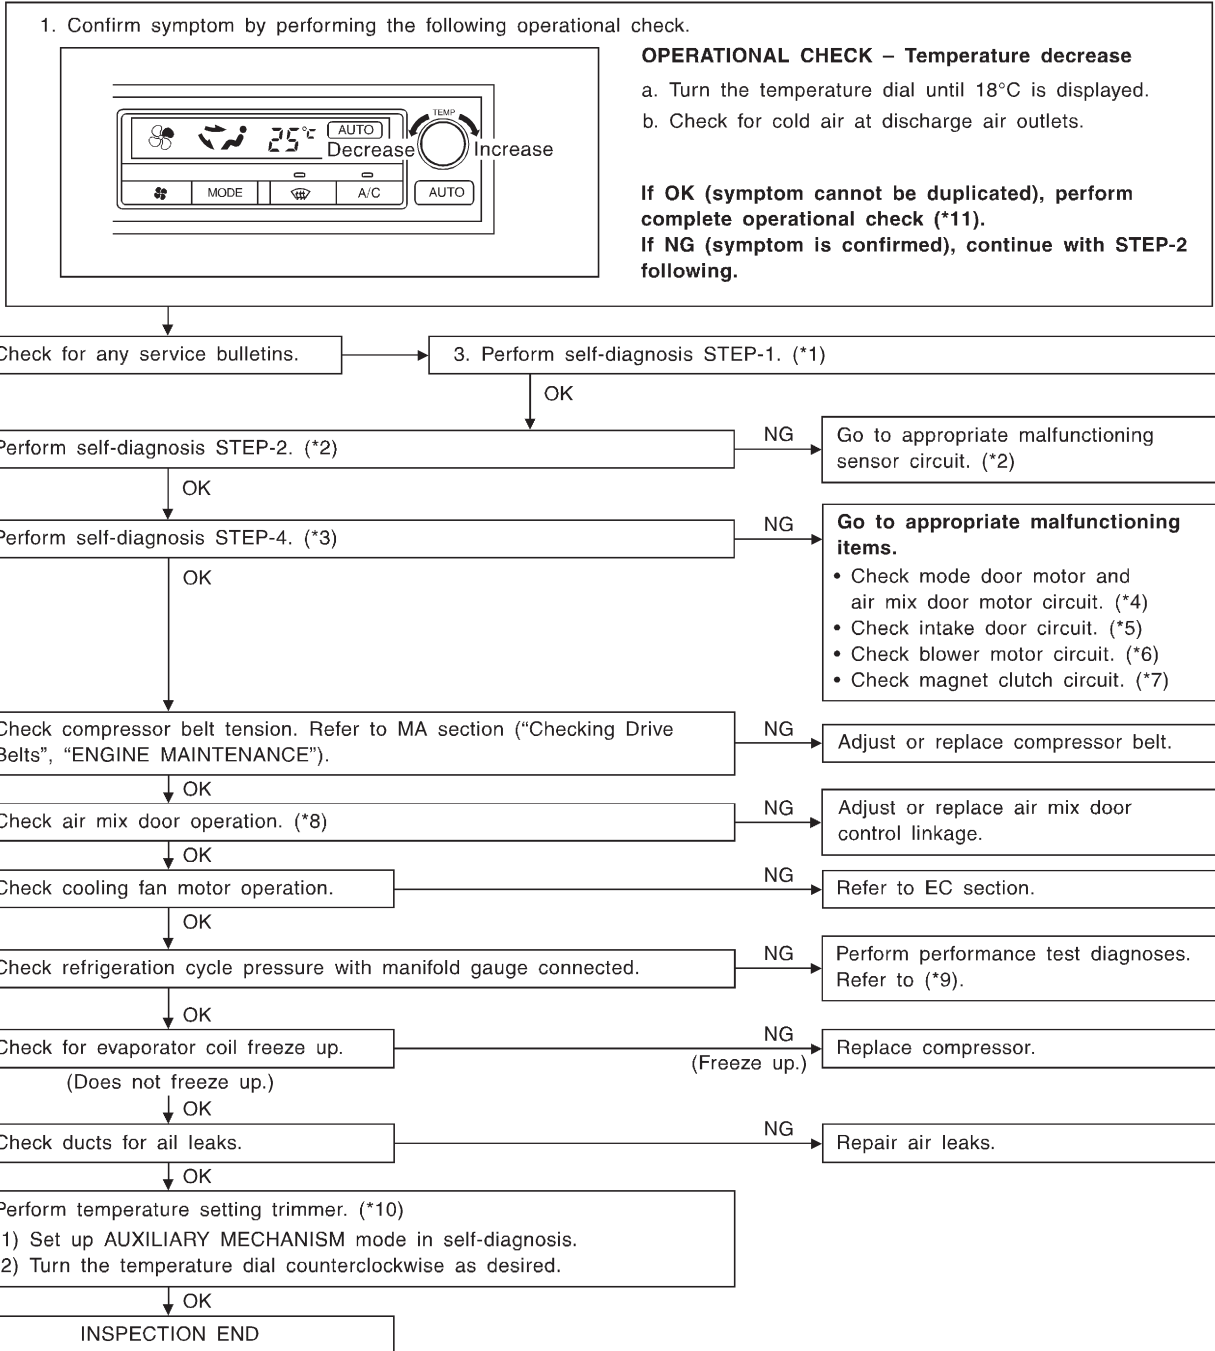 1. Confirm symptom by performing the following operational check.
OPERATIONAL CHECK – Temperature decrease
a. Turn the temperature dial until 18°C is displayed.
b. Check for cold air at discharge air outlets.
If OK (symptom cannot be duplicated), perform
complete operational check (*11).
If NG (symptom is confirmed), continue with STEP-2
following.
25°C
AUTO
TEMP
Decrease
Increase
MODE
A/C
AUTO
Check for any service bulletins.
3. Perform self-diagnosis STEP-1. (*1)
OK
Perform self-diagnosis STEP-2. (*2)
NG
Go to appropriate malfunctioning
sensor circuit. (*2)
OK
Perform self-diagnosis STEP-4. (*3)
NG
Go to appropriate malfunctioning
items.
• Check mode door motor and
air mix door motor circuit. (*4)
• Check intake door circuit. (*5)
• Check blower motor circuit. (*6)
• Check magnet clutch circuit. (*7)
OK
Check compressor belt tension. Refer to MA section (“Checking Drive
Belts”, “ENGINE MAINTENANCE”).
NG
Adjust or replace compressor belt.
OK
Check air mix door operation. (*8)
NG
Adjust or replace air mix door
control linkage.
OK
Check cooling fan motor operation.
NG
Refer to EC section.
OK
Check refrigeration cycle pressure with manifold gauge connected.
NG
Perform performance test diagnoses.
Refer to (*9).
OK
Check for evaporator coil freeze up.
NG
(Freeze up.)
Replace compressor.
(Does not freeze up.)
OK
Check ducts for ail leaks.
NG
Repair air leaks.
OK
Perform temperature setting trimmer. (*10)
1) Set up AUXILIARY MECHANISM mode in self-diagnosis.
2) Turn the temperature dial counterclockwise as desired.
OK
INSPECTION END